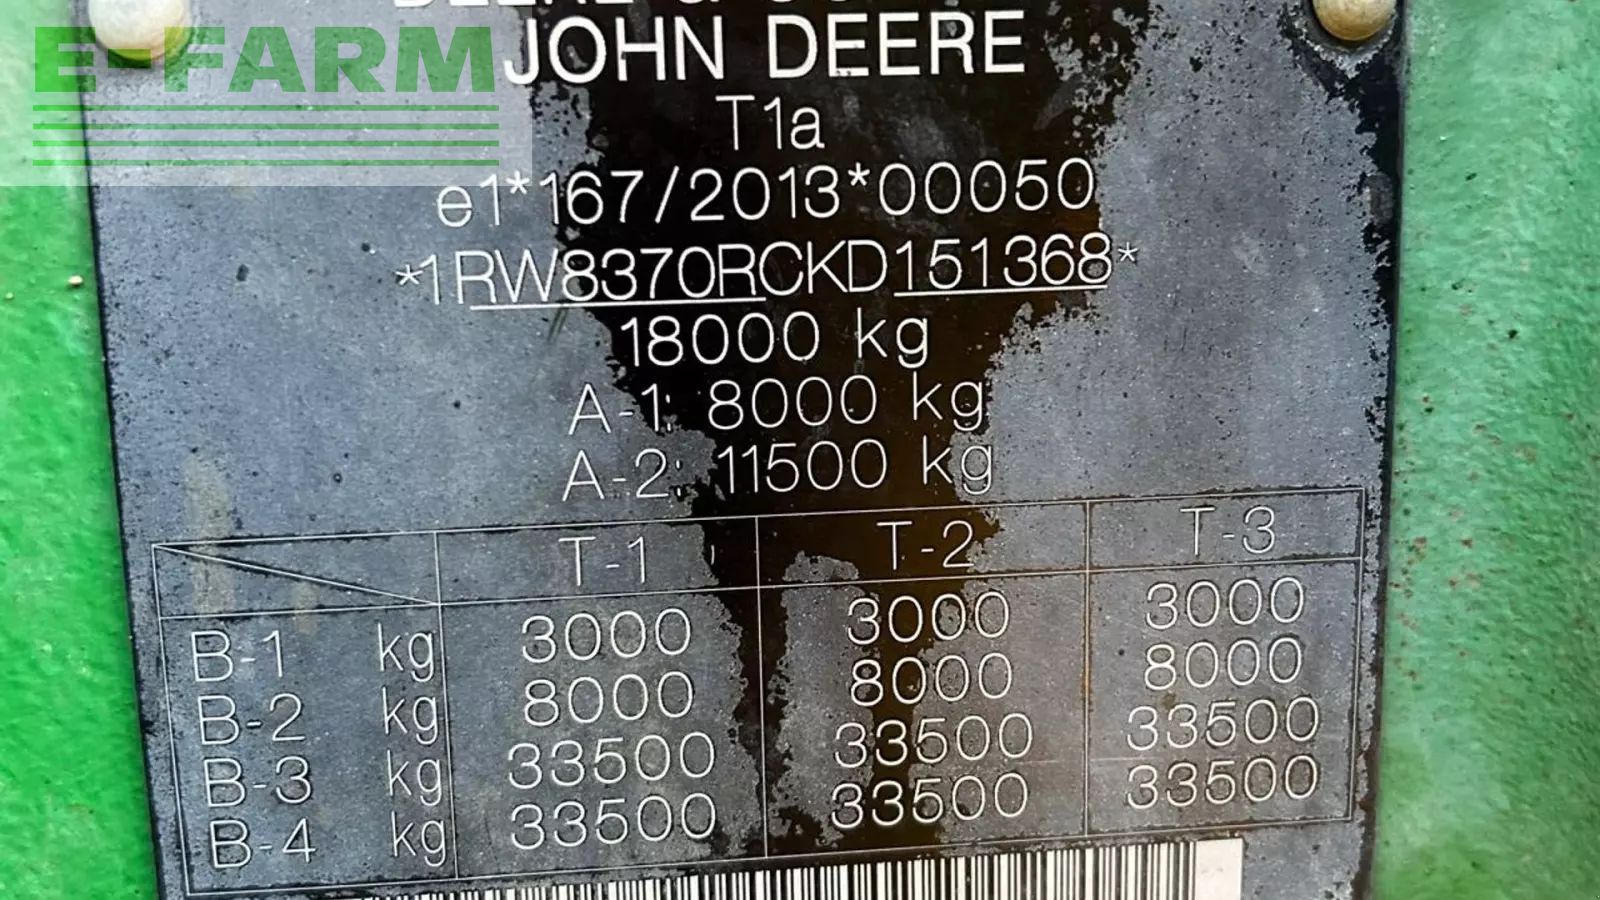 E-FARM
JOHN DEERE
T1a
e1*167/2013*00050
*1RW8370RCKD151368*
18000 kg
A-1: 8000 kg
A-2: 11500 kg
T-1 T-2 T-3
B-1 kg 3000 3000 3000
B-2 kg 8000 8000 8000
B-3 kg 33500 33500 33500
B-4 kg 33500 33500 33500